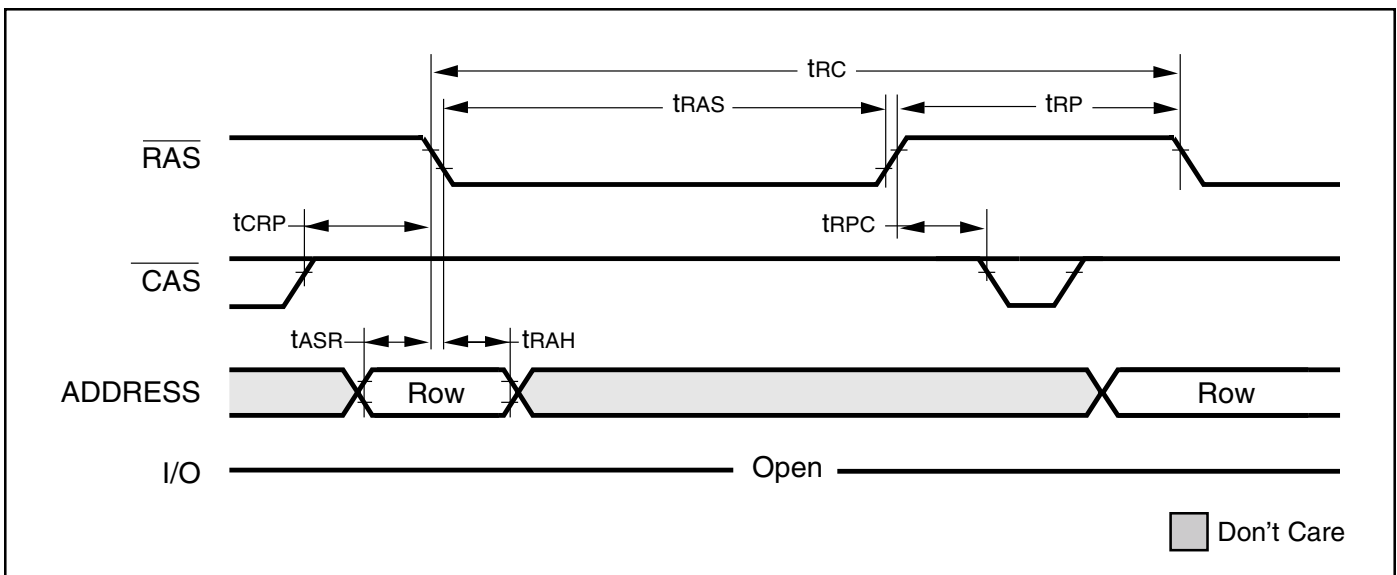 tRC
tRAS
tRP
RAS
tCRP
tRPC
CAS
tASR
tRAH
ADDRESS
Row
Row
I/O
Open
Don't Care